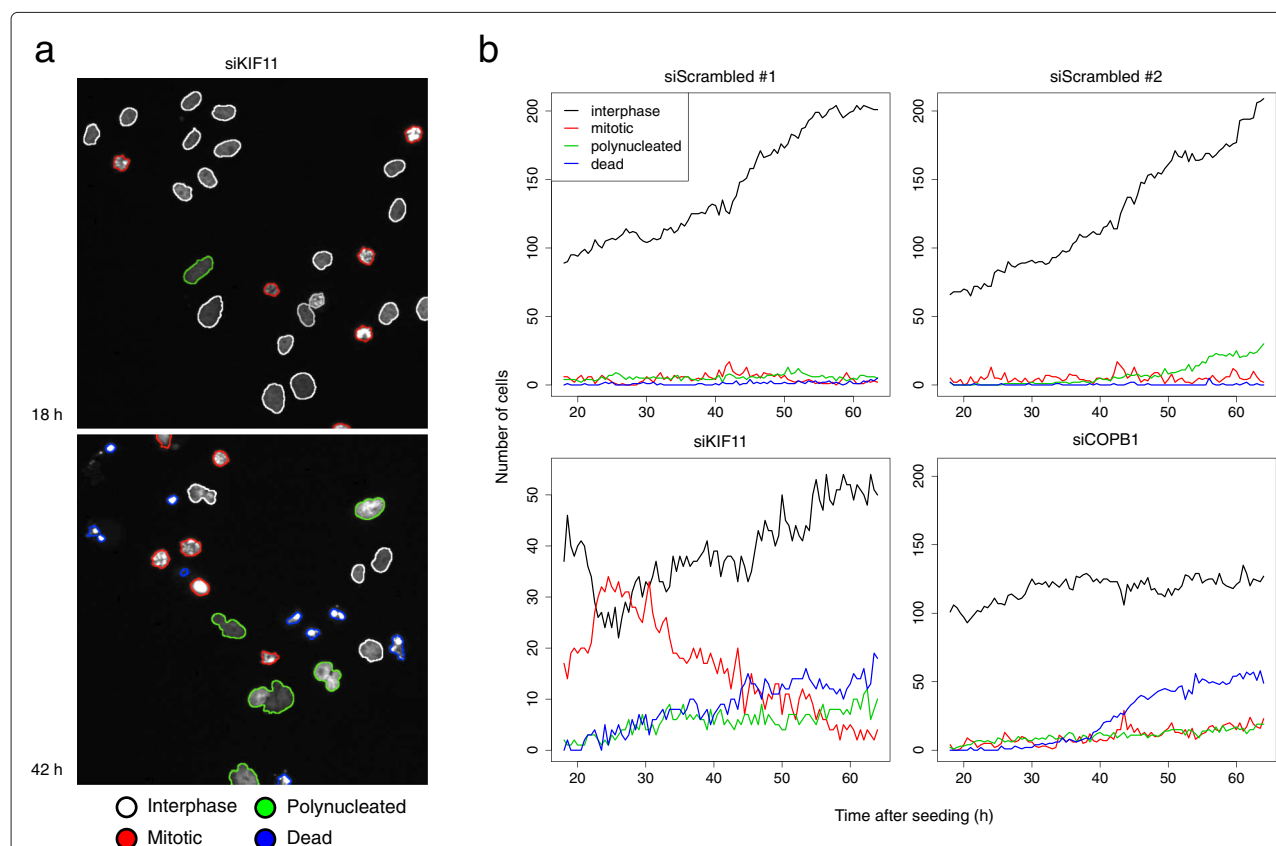 a
siKIF11
18 h
42 h
Interphase
Polynucleated
Mitotic
Dead
b
Number of cells
siScrambled #1
interphase
mitotic
polynucleated
dead
0 50 100 150 200
20 30 40 50 60
siScrambled #2
0 50 100 150 200
20 30 40 50 60
siKIF11
0 10 20 30 40 50
20 30 40 50 60
siCOPB1
0 50 100 150 200
20 30 40 50 60
Time after seeding (h)